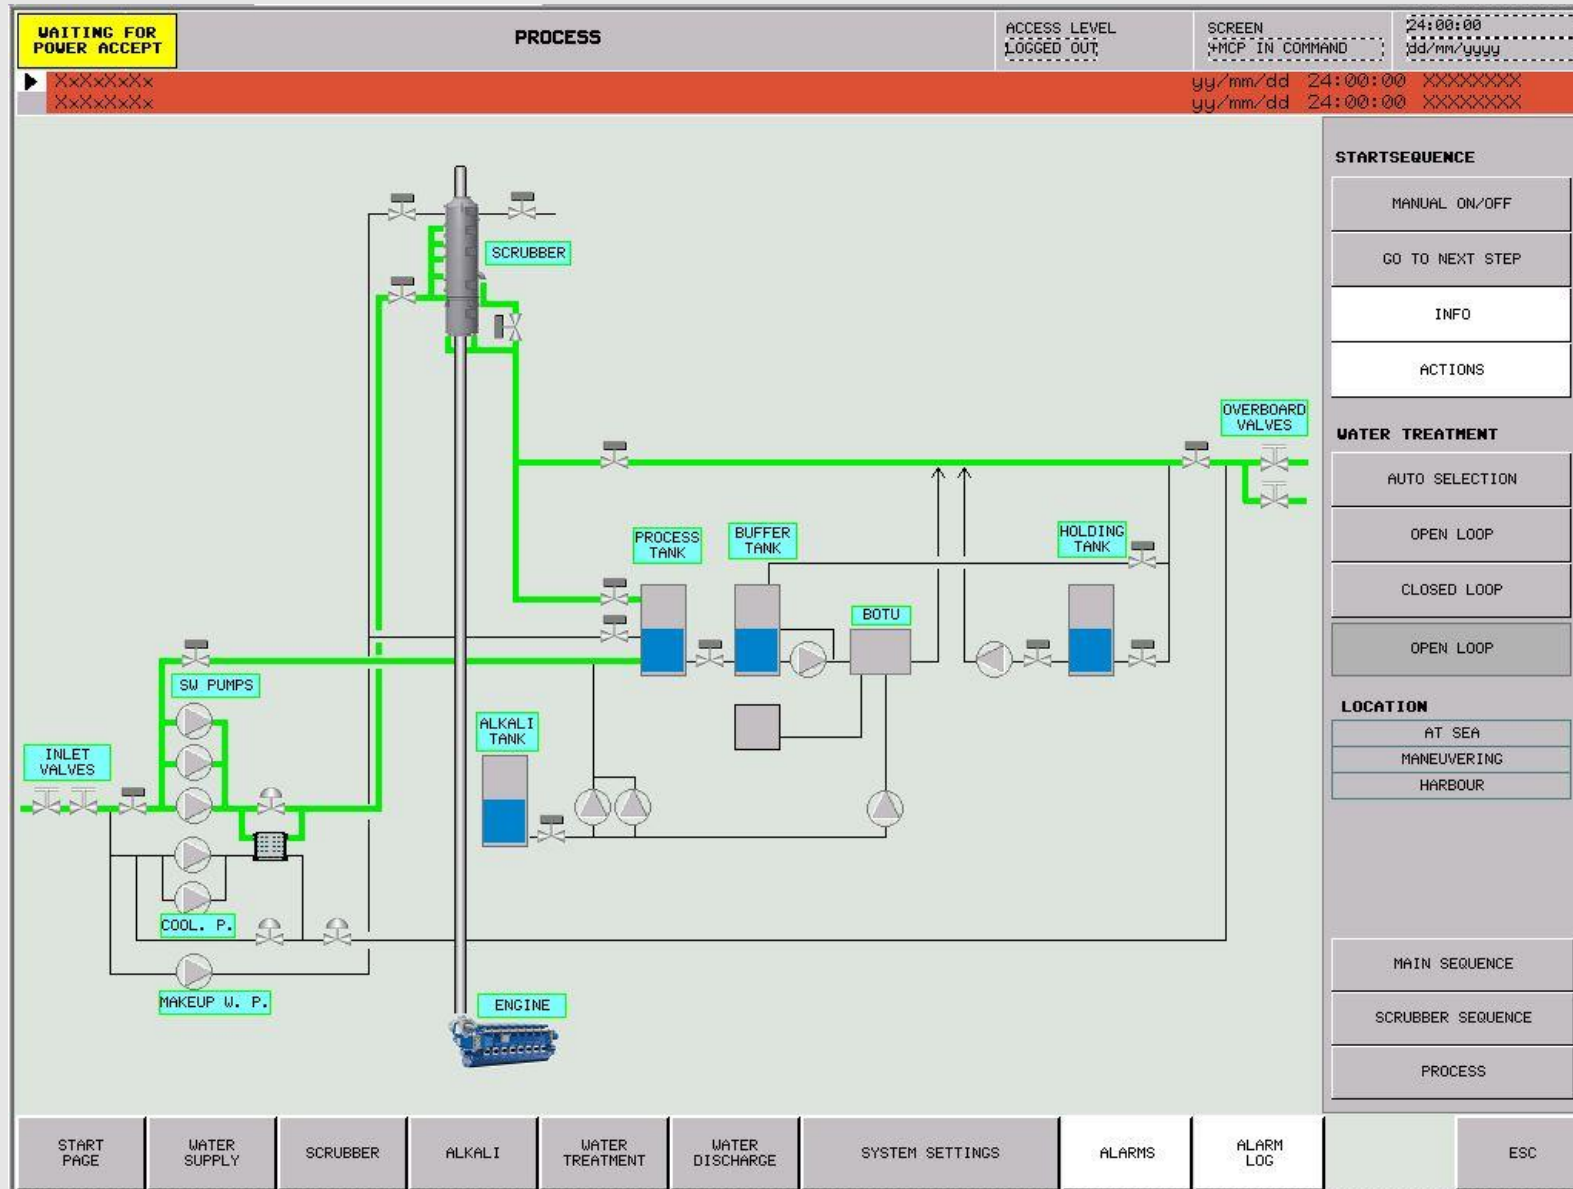 WAITING FOR
POWER ACCEPT
PROCESS
ACCESS LEVEL
LOGGED OUT
SCREEN
+MCP IN COMMAND
24:00:00
dd/mm/yyyy
XxXxXxXx yy/mm/dd 24:00:00 XXXXXXXX
XxXxXxXx yy/mm/dd 24:00:00 XXXXXXXX
SCRUBBER
OVERBOARD
VALVES
PROCESS
TANK
BUFFER
TANK
HOLDING
TANK
BOTU
SW PUMPS
ALKALI
TANK
INLET
VALVES
COOL. P.
MAKEUP W. P.
ENGINE
STARTSEQUENCE
MANUAL ON/OFF
GO TO NEXT STEP
INFO
ACTIONS
WATER TREATMENT
AUTO SELECTION
OPEN LOOP
CLOSED LOOP
OPEN LOOP
LOCATION
AT SEA
MANEUVERING
HARBOUR
MAIN SEQUENCE
SCRUBBER SEQUENCE
PROCESS
START
PAGE
WATER
SUPPLY
SCRUBBER
ALKALI
WATER
TREATMENT
WATER
DISCHARGE
SYSTEM SETTINGS
ALARMS
ALARM
LOG
ESC